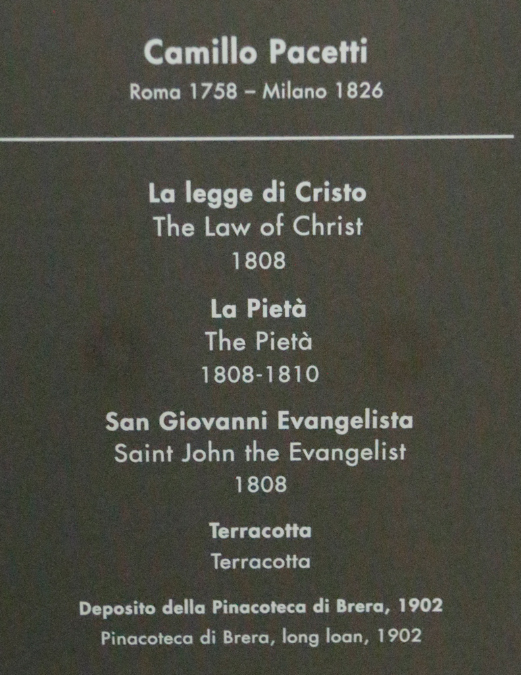 Camillo Pacetti
Roma 1758 – Milano 1826
La legge di Cristo
The Law of Christ
1808
La Pietà
The Pietà
1808-1810
San Giovanni Evangelista
Saint John the Evangelist
1808
Terracotta
Terracotta
Deposito della Pinacoteca di Brera, 1902
Pinacoteca di Brera, long loan, 1902